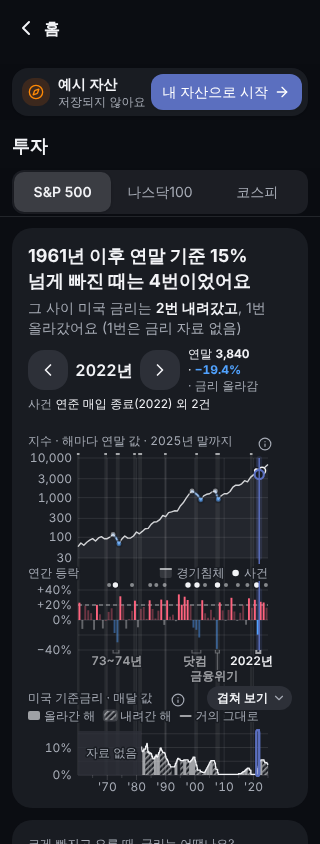 홈
예시 자산
저장되지 않아요
내 자산으로 시작
투자
S&P 500
나스닥100
코스피
1961년 이후 연말 기준 15%
넘게 빠진 때는 4번이었어요
그 사이 미국 금리는 2번 내려갔고, 1번
올라갔어요 (1번은 금리 자료 없음)
2022년
연말 3,840
· −19.4%
· 금리 올라감
사건 연준 매입 종료(2022) 외 2건
지수 · 해마다 연말 값 · 2025년 말까지
10,000
3,000
1,000
300
100
30
연간 등락
경기침체
사건
+40%
+20%
0%
−40%
73~74년
닷컴
2022년
금융위기
미국 기준금리 · 매달 값
겹쳐 보기
올라간 해
내려간 해
거의 그대로
10%
자료 없음
0%
'70 '80 '90 '00 '10 '20